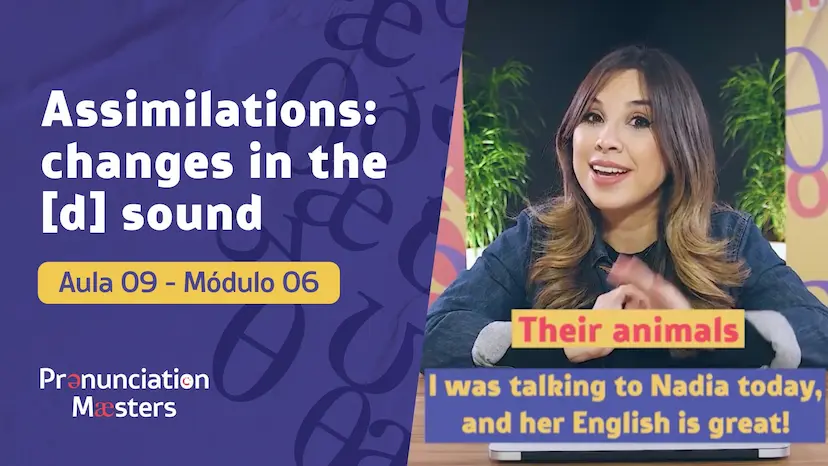 Assimilations:
changes in the
[d] sound
Aula 09 - Módulo 06
Prənunciation
Mæsters
Their animals
I was talking to Nadia today,
and her English is great!